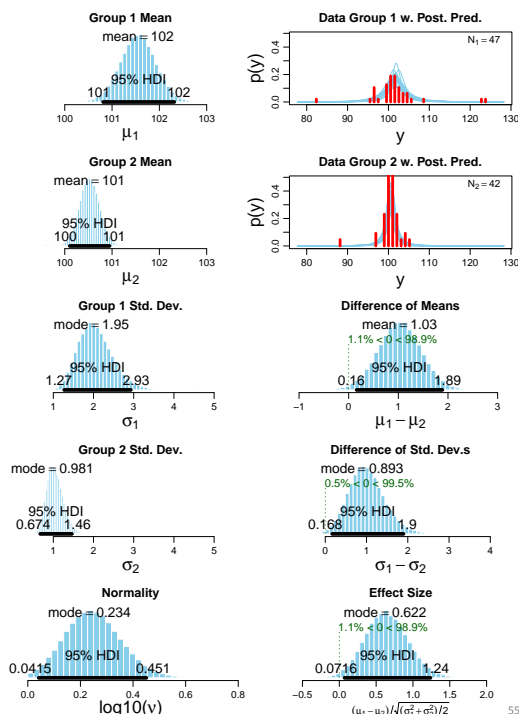 Group 1 Mean
mean = 102
95% HDI
101 102
100 101 102 103
μ1
Data Group 1 w. Post. Pred.
N1 = 47
p(y)
0.0 0.2 0.4
80 90 100 110 120 130
y
Group 2 Mean
mean = 101
95% HDI
100 101
100 101 102 103
μ2
Data Group 2 w. Post. Pred.
N2 = 42
p(y)
0.0 0.2 0.4
80 90 100 110 120 130
y
Group 1 Std. Dev.
mode = 1.95
95% HDI
1.27 2.93
1 2 3 4 5
σ1
Difference of Means
mean = 1.03
1.1% < 0 < 98.9%
95% HDI
0.16 1.89
−1 0 1 2 3
μ1 − μ2
Group 2 Std. Dev.
mode = 0.981
95% HDI
0.674 1.46
1 2 3 4 5
σ2
Difference of Std. Dev.s
mode = 0.893
0.5% < 0 < 99.5%
95% HDI
0.168 1.9
0 1 2 3 4
σ1 − σ2
Normality
mode = 0.234
95% HDI
0.0415 0.451
0.0 0.2 0.4 0.6 0.8 1.0
log10(ν)
Effect Size
mode = 0.622
1.1% < 0 < 98.9%
95% HDI
0.0716 1.24
−0.5 0.0 0.5 1.0 1.5 2.0
(μ1 − μ2)/√(σ1² + σ2²)/2
55